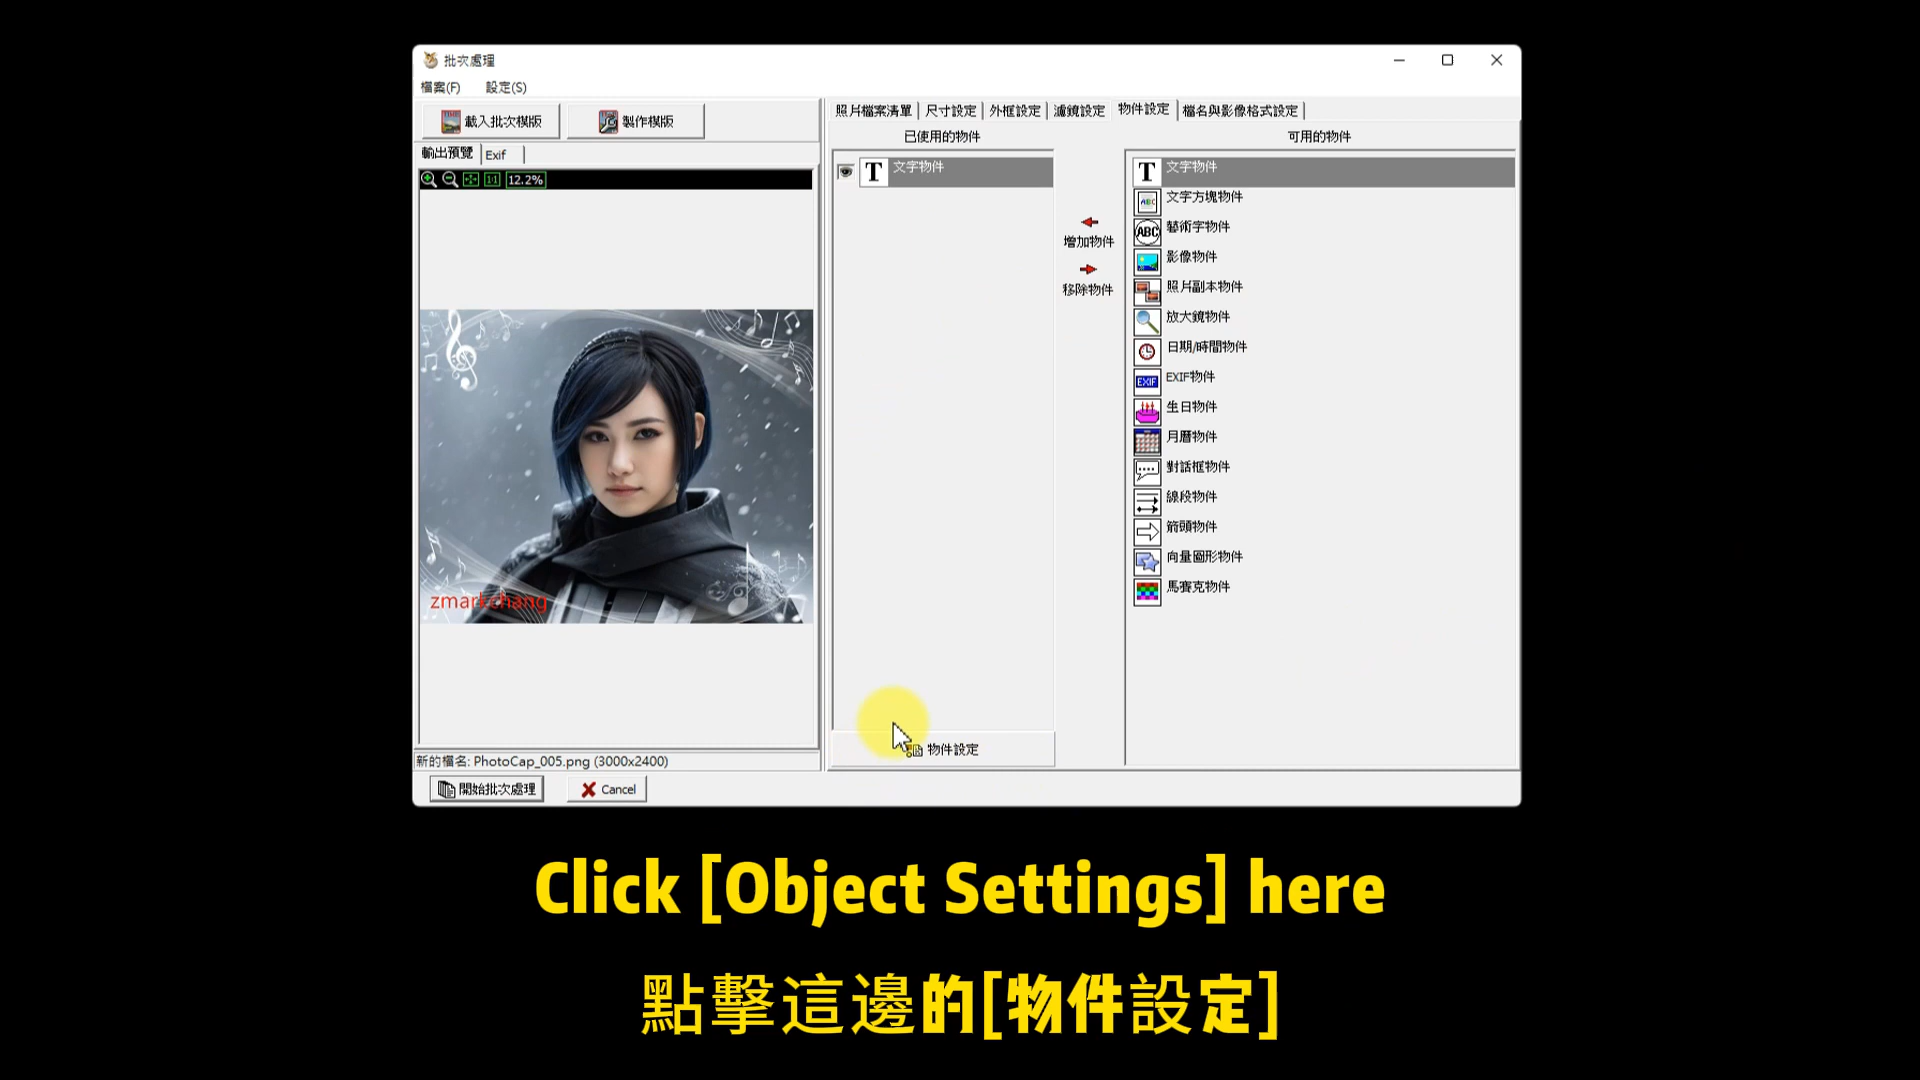 批次處理
檔案(F) 設定(S)
載入批次模版 製作模版
輸出預覽 Exif
12.2%
zmarkchang
新的檔名: PhotoCap_005.png (3000x2400)
開始批次處理 Cancel
照片檔案清單 尺寸設定 外框設定 濾鏡設定 物件設定 檔名與影像格式設定
已使用的物件
T 文字物件
物件設定
增加物件
移除物件
可用的物件
T 文字物件
ABC 文字方塊物件
ABC 藝術字物件
影像物件
照片副本物件
放大鏡物件
日期/時間物件
EXIF EXIF物件
生日物件
月曆物件
對話框物件
線段物件
箭頭物件
向量圖形物件
馬賽克物件
Click [Object Settings] here
點擊這邊的[物件設定]